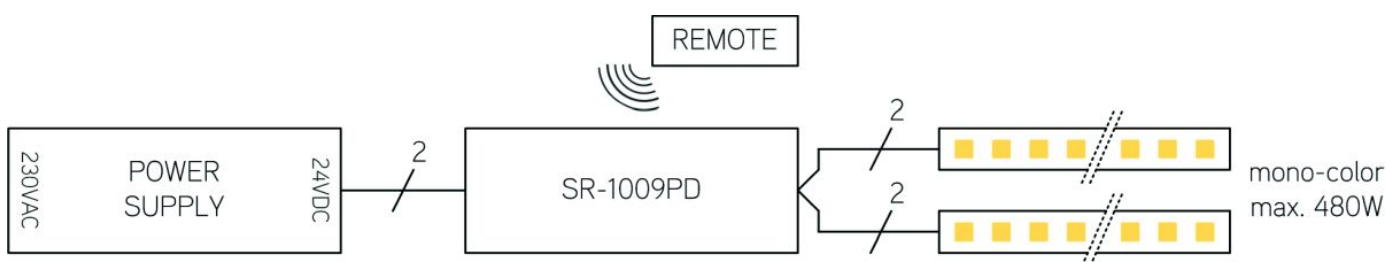 REMOTE
230VAC
POWER
SUPPLY
24VDC
2
SR-1009PD
2
2
mono-color
max. 480W